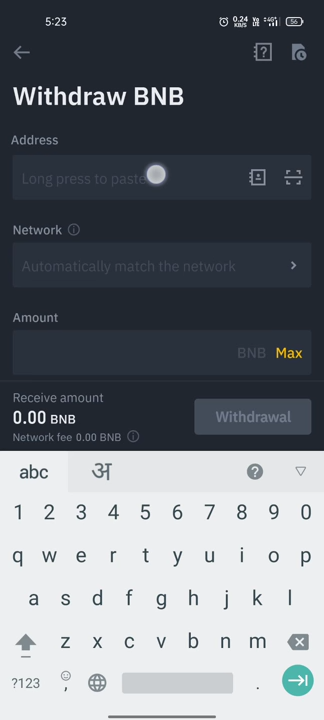 5:23
0.24 KB/S 4G 56
Withdraw BNB
Address
Long press to paste
Network
Automatically match the network
Amount
BNB Max
Receive amount
0.00 BNB
Withdrawal
Network fee 0.00 BNB
abc अ
1 2 3 4 5 6 7 8 9 0
q w e r t y u i o p
a s d f g h j k l
z x c v b n m
?123 , .